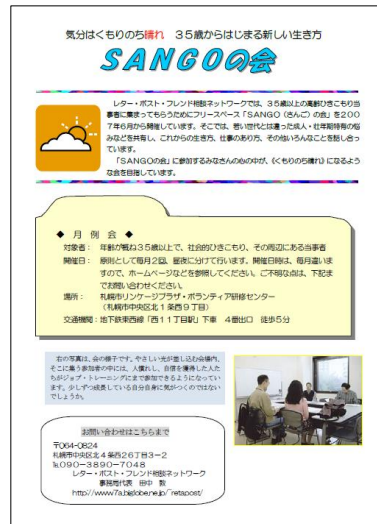 気分はくもりのち晴れ　３５歳からはじまる新しい生き方
ＳＡＮＧＯの会
レター・ポスト・フレンド相談ネットワークでは、３５歳以上の高齢ひきこもり当
事者に集まってもらうためにフリースペース「ＳＡＮＧＯ（さんご）の会」を２００
７年６月から開催しています。そこでは、若い世代とは違った成人・壮年期特有の悩
みなどを共有し、これからの生き方、仕事のあり方、その他いろんなことを話し合っ
ています。
「ＳＡＮＧＯの会」に参加するみなさんの心の中が、〈くもりのち晴れ〉になるよう
な会を目指しています。
◆ 月 例 会 ◆
対象者： 年齢が概ね３５歳以上で、社会的ひきこもり、その周辺にある当事者
開催日： 原則として毎月２回、昼夜に分けて行います。開催日時は、毎月違いま
すので、ホームページなどを参照してください。ご不明な点は、下記ま
でお問い合わせください。
場所： 札幌市リンケージプラザ・ボランティア研修センター
（札幌市中央区北１条西９丁目）
交通機関：地下鉄東西線「西１１丁目駅」下車　４番出口　徒歩５分
右の写真は、会の様子です。やさしい光が差し込む会場内。
そこに集う参加者の中には、人慣れし、自信を獲得した人た
ちがジョブ・トレーニングにまで参加できるようになってい
ます。少しずつ成長している自分自身に気がつくのではない
でしょうか。
お問い合わせはこちらまで
〒064-0824
札幌市中央区北４条西２６丁目３－２
℡０９０－３８９０－７０４８
レター・ポスト・フレンド相談ネットワーク
事務局代表　田中　敦
http://www7a.biglobe.ne.jp/~retapost/